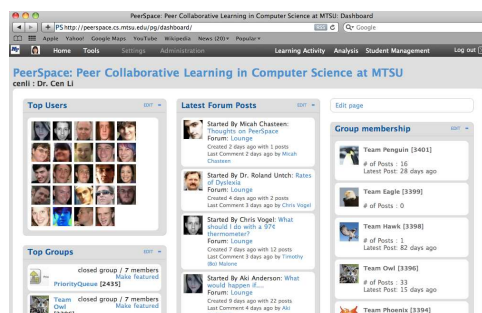 PeerSpace: Peer Collaborative Learning in Computer Science at MTSU: Dashboard
http://peerspace.cs.mtsu.edu/pg/dashboard/
RSS
Google
Apple Yahoo! Google Maps YouTube Wikipedia News (20) Popular
Home Tools Settings Administration Learning Activity Analysis Student Management Log out
PeerSpace: Peer Collaborative Learning in Computer Science at MTSU
cenli : Dr. Cen Li
Top Users
EDIT
Top Groups
EDIT
closed group / 7 members
Make featured
PriorityQueue [2435]
Team Owl
closed group / 7 members
Make featured
Latest Forum Posts
EDIT
Started By Micah Chasteen:
Thoughts on PeerSpace
Forum: Lounge
Created 2 days ago with 1 posts
Last Comment 2 days ago by Micah
Chasteen
Started By Dr. Roland Untch: Rates
of Dyslexia
Forum: Lounge
Created 4 days ago with 2 posts
Last Comment 3 days ago by Chris Vogel
Started By Chris Vogel: What
should I do with a 97¢
thermometer?
Forum: Lounge
Created 7 days ago with 12 posts
Last Comment 3 days ago by Timothy
(Bo) Malone
Started By Aki Anderson: What
would happen if....
Forum: Lounge
Created 9 days ago with 22 posts
Last Comment 4 days ago by Aki
Edit page
Group membership
EDIT
Team Penguin [3401]
# of Posts : 16
Latest Post: 28 day ago
Team Eagle [3399]
# of Posts : 0
Team Hawk [3398]
# of Posts : 1
Latest Post: 82 day ago
Team Owl [3396]
# of Posts : 33
Latest Post: 15 day ago
Team Phoenix [3394]